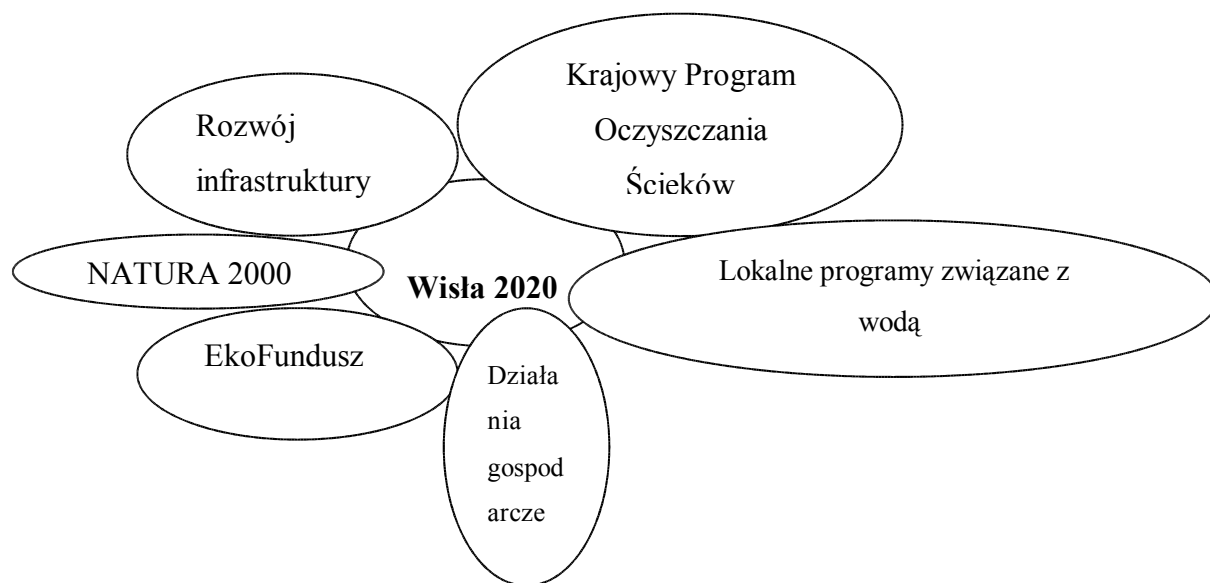 Krajowy Program
Oczyszczania
Ścieków
Rozwój
infrastruktury
NATURA 2000
Wisła 2020
Lokalne programy związane z
wodą
EkoFundusz
Działa
nia
gospod
arcze